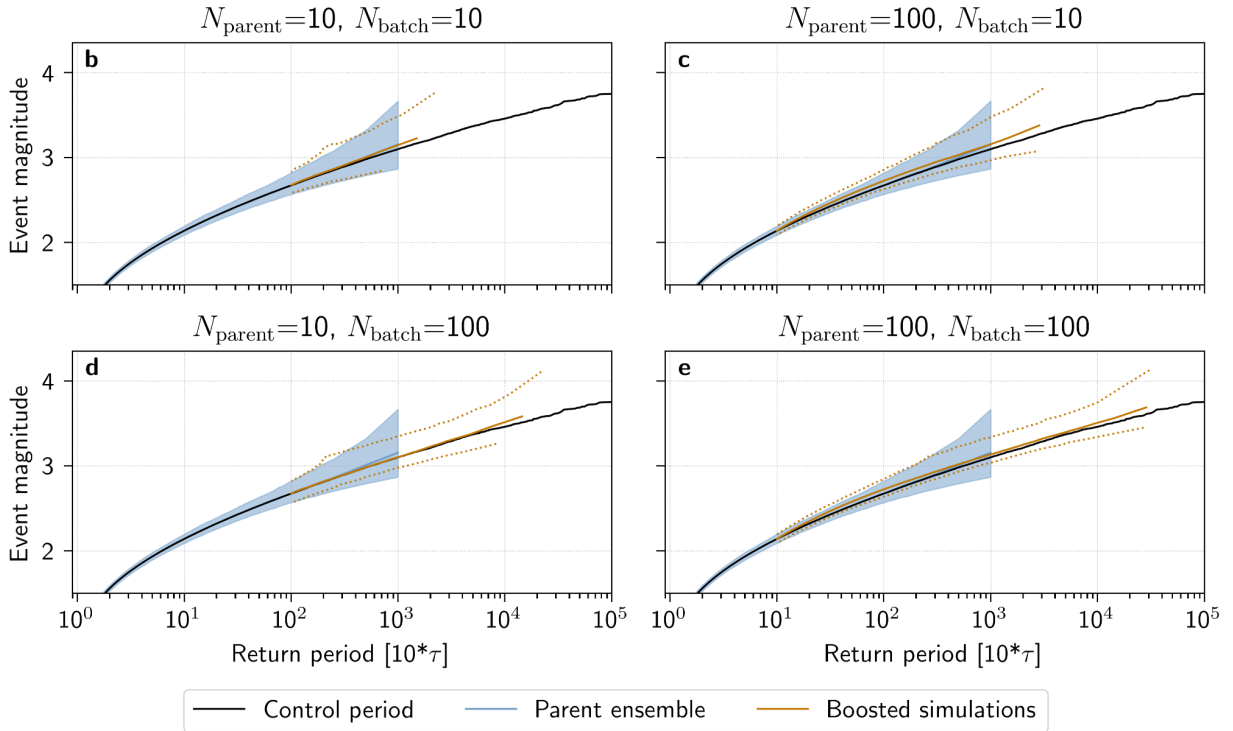 N_parent=10, N_batch=10
N_parent=100, N_batch=10
b
c
Event magnitude
4
3
2
N_parent=10, N_batch=100
N_parent=100, N_batch=100
d
e
Event magnitude
4
3
2
10^0 10^1 10^2 10^3 10^4 10^5
10^0 10^1 10^2 10^3 10^4 10^5
Return period [10*τ]
Return period [10*τ]
Control period
Parent ensemble
Boosted simulations